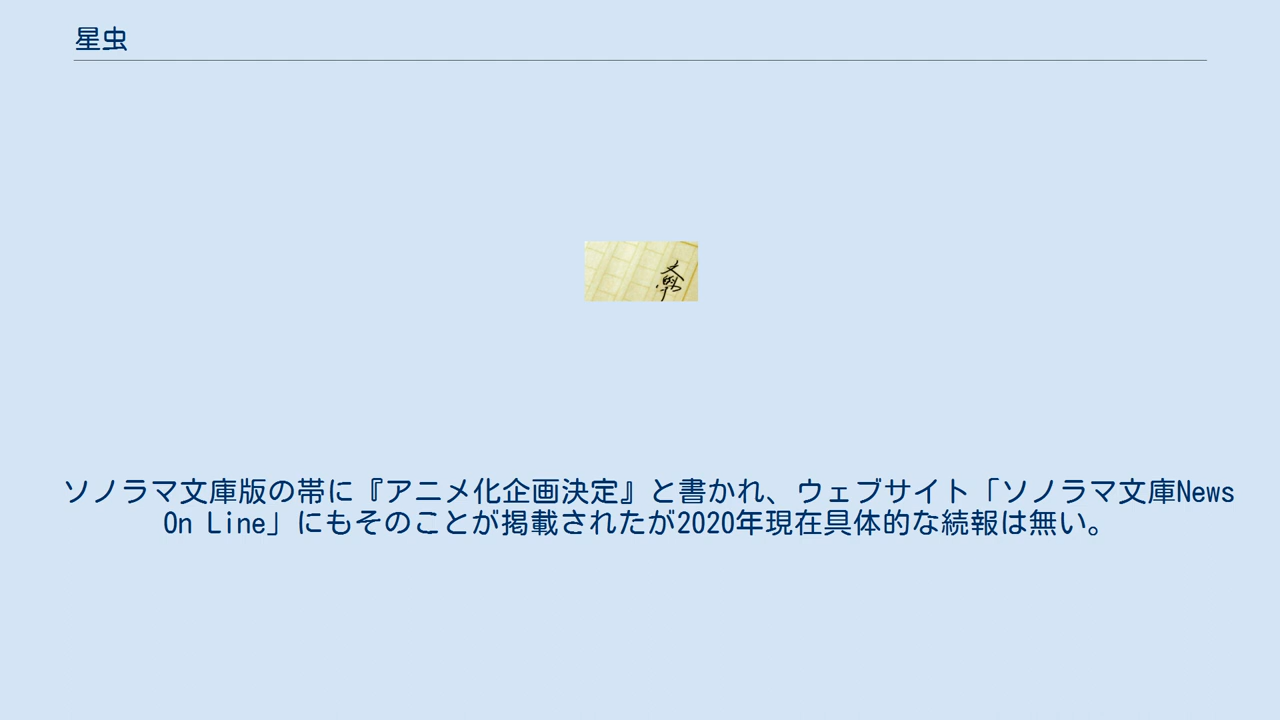 星虫
ソノラマ文庫版の帯に『アニメ化企画決定』と書かれ、ウェブサイト「ソノラマ文庫News
On Line」にもそのことが掲載されたが2020年現在具体的な続報は無い。